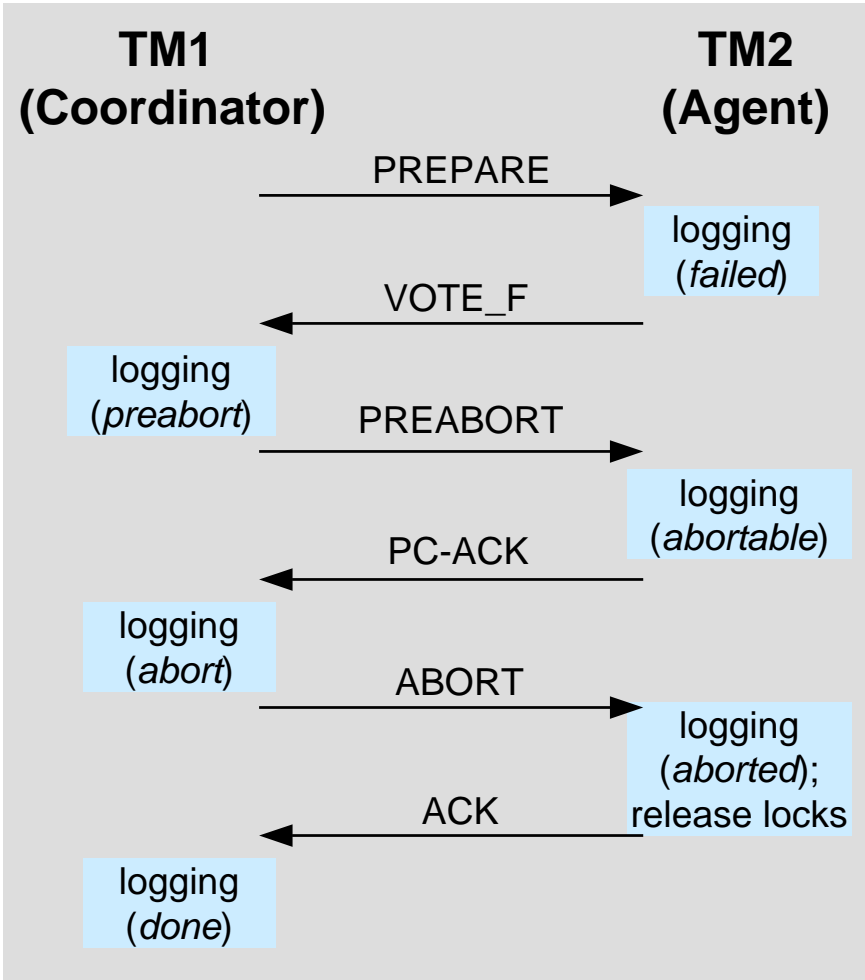 TM1
(Coordinator)
TM2
(Agent)
PREPARE
logging
(failed)
VOTE_F
logging
(preabort)
PREABORT
logging
(abortable)
PC-ACK
logging
(abort)
ABORT
logging
(aborted);
release locks
ACK
logging
(done)